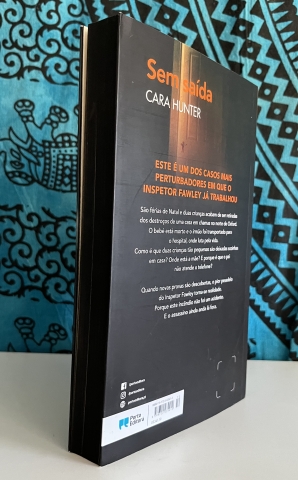 Sem saída
CARA HUNTER
ESTE É UM DOS CASOS MAIS
PERTURBADORES EM QUE O
INSPETOR FAWLEY JÁ TRABALHOU
São férias de Natal e duas crianças acabam de ser retiradas
dos destroços de uma casa em chamas no norte de Oxford.
O bebé está morto e o irmão foi transportado para
o hospital, onde luta pela vida.
Como é que duas crianças tão pequenas são deixadas sozinhas
em casa? Onde está a mãe? E porque é que o pai
não atende o telefone?
Quando novas provas são descobertas, o pior pesadelo
do Inspetor Fawley torna-se realidade.
Porque este incêndio não foi um acidente.
E o assassino ainda anda à solta.
Porto
Editora